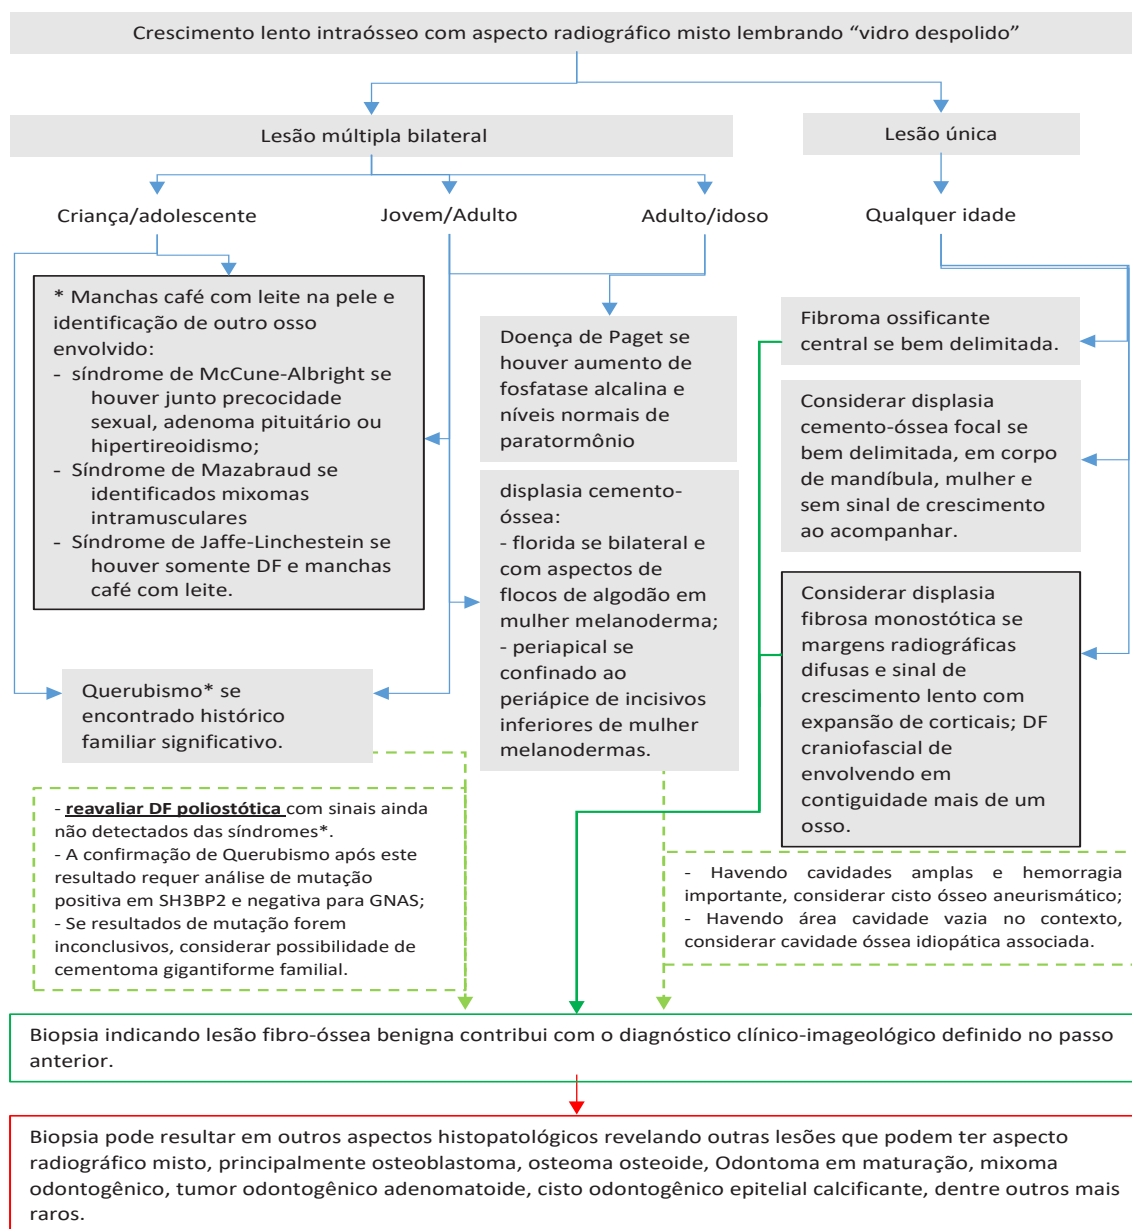 Crescimento lento intraósseo com aspecto radiográfico misto lembrando “vidro despolido”
Lesão múltipla bilateral
Lesão única
Criança/adolescente
Jovem/Adulto
Adulto/idoso
Qualquer idade
* Manchas café com leite na pele e
identificação de outro osso
envolvido:
- síndrome de McCune-Albright se
houver junto precocidade
sexual, adenoma pituitário ou
hipertireoidismo;
- Síndrome de Mazabraud se
identificados mixomas
intramusculares
- Síndrome de Jaffe-Linchestein se
houver somente DF e manchas
café com leite.
Querubismo* se
encontrado histórico
familiar significativo.
Doença de Paget se
houver aumento de
fosfatase alcalina e
níveis normais de
paratormônio
displasia cemento-
óssea:
- florida se bilateral e
com aspectos de
flocos de algodão em
mulher melanoderma;
- periapical se
confinado ao
periápice de incisivos
inferiores de mulher
melanodermas.
Fibroma ossificante
central se bem delimitada.
Considerar displasia
cemento-óssea focal se
bem delimitada, em corpo
de mandíbula, mulher e
sem sinal de crescimento
ao acompanhar.
Considerar displasia
fibrosa monostótica se
margens radiográficas
difusas e sinal de
crescimento lento com
expansão de corticais; DF
craniofascial de
envolvendo em
contiguidade mais de um
osso.
- reavaliar DF poliostótica com sinais ainda
não detectados das síndromes*.
- A confirmação de Querubismo após este
resultado requer análise de mutação
positiva em SH3BP2 e negativa para GNAS;
- Se resultados de mutação forem
inconclusivos, considerar possibilidade de
cementoma gigantiforme familial.
- Havendo cavidades amplas e hemorragia
importante, considerar cisto ósseo aneurismático;
- Havendo área cavidade vazia no contexto,
considerar cavidade óssea idiopática associada.
Biopsia indicando lesão fibro-óssea benigna contribui com o diagnóstico clínico-imageológico definido no passo
anterior.
Biopsia pode resultar em outros aspectos histopatológicos revelando outras lesões que podem ter aspecto
radiográfico misto, principalmente osteoblastoma, osteoma osteoide, Odontoma em maturação, mixoma
odontogênico, tumor odontogênico adenomatoide, cisto odontogênico epitelial calcificante, dentre outros mais
raros.